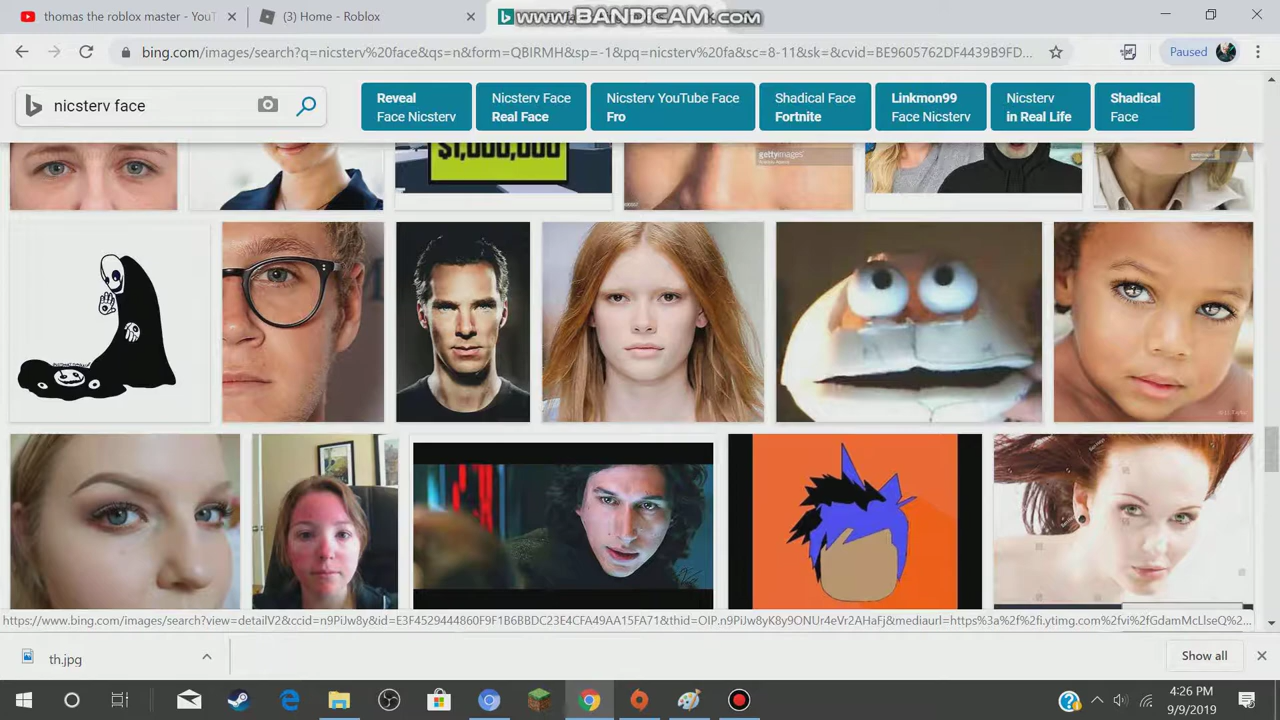 thomas the roblox master - YouT
(3) Home - Roblox
www.BANDICAM.com
bing.com/images/search?q=nicsterv%20face&qs=n&form=QBIRMH&sp=-1&pq=nicsterv%20fa&sc=8-11&sk=&cvid=BE9605762DF4439B9FD...
Paused
nicsterv face
Reveal
Face Nicsterv
Nicsterv Face
Real Face
Nicsterv YouTube Face
Fro
Shadical Face
Fortnite
Linkmon99
Face Nicsterv
Nicsterv
in Real Life
Shadical
Face
$1,000,000
gettyimages
https://www.bing.com/images/search?view=detailV2&ccid=n9PiJw8y&id=E3F4529444860F9F1B6BBDC23E4CFA49AA15FA71&thid=OIP.n9PiJw8yK8y9ONUr4eVr2AHaFj&mediaurl=https%3a%2f%2fi.ytimg.com%2fvi%2fGdamMcLlseQ%2...
th.jpg
Show all
4:26 PM
9/9/2019